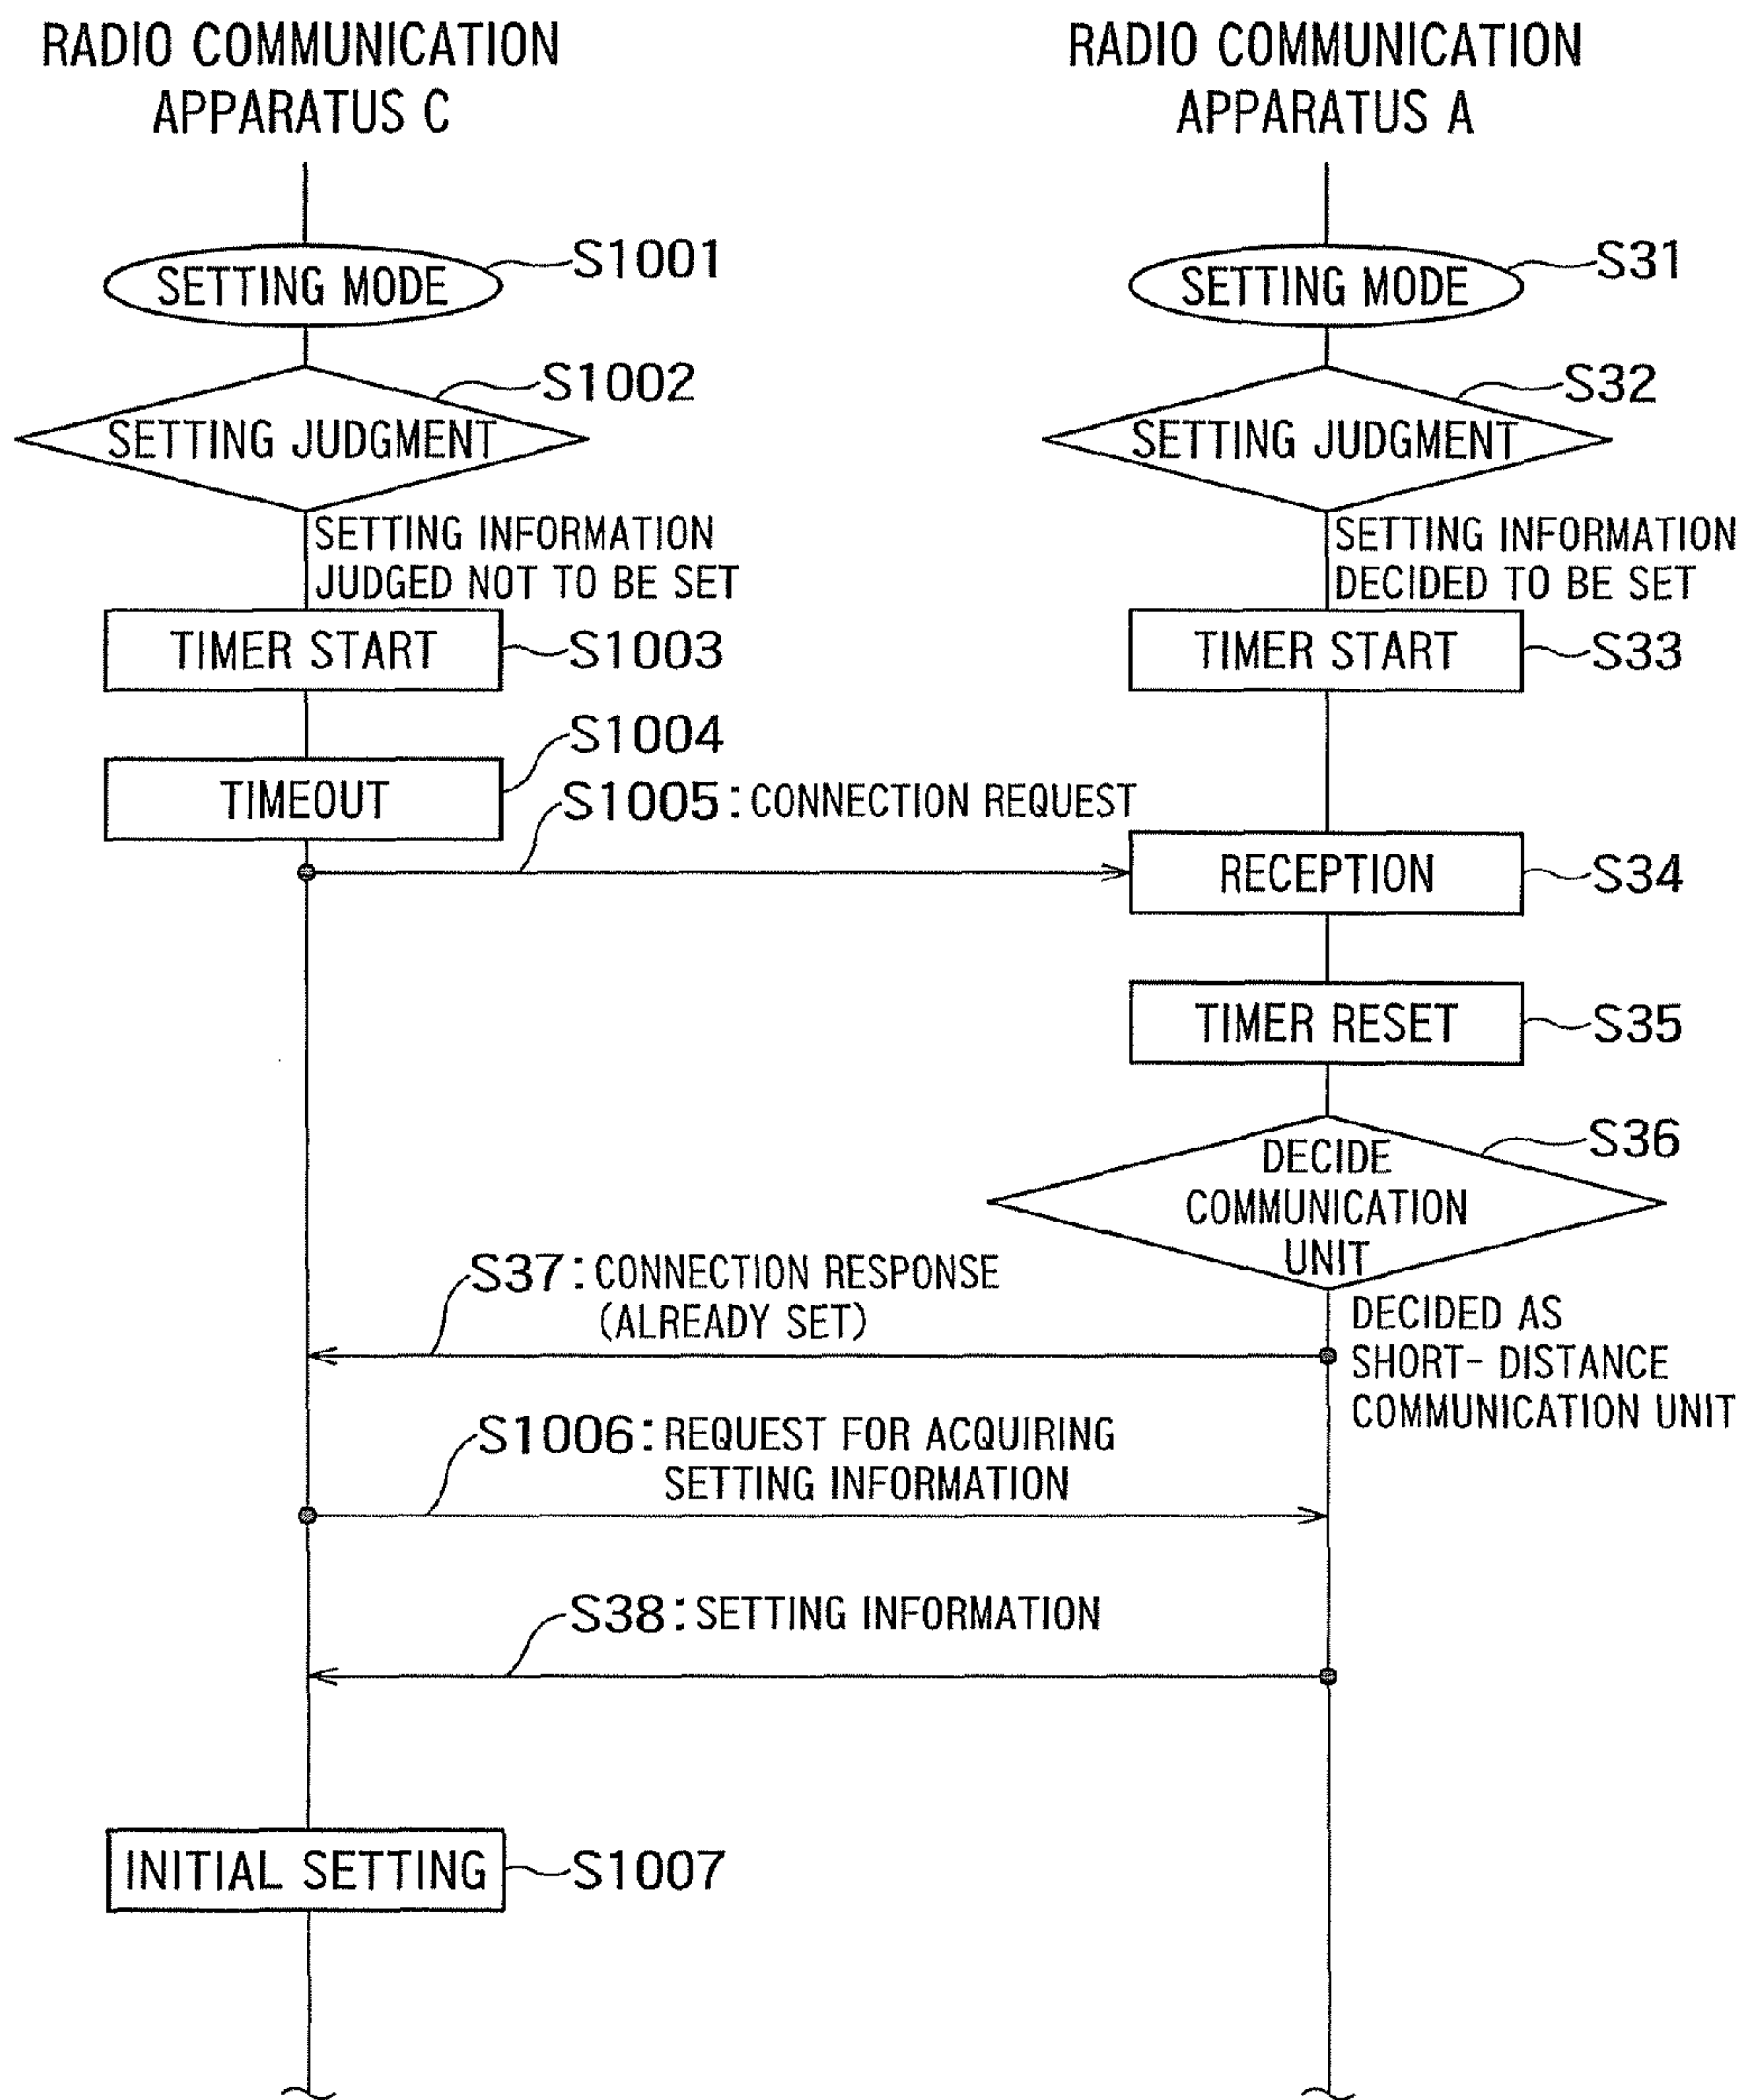 RADIO COMMUNICATION
APPARATUS C
RADIO COMMUNICATION
APPARATUS A
SETTING MODE
S1001
SETTING MODE
S31
SETTING JUDGMENT
S1002
SETTING JUDGMENT
S32
SETTING INFORMATION
JUDGED NOT TO BE SET
SETTING INFORMATION
DECIDED TO BE SET
TIMER START
S1003
TIMER START
S33
TIMEOUT
S1004
S1005: CONNECTION REQUEST
RECEPTION
S34
TIMER RESET
S35
DECIDE
COMMUNICATION
UNIT
S36
S37: CONNECTION RESPONSE
(ALREADY SET)
DECIDED AS
SHORT- DISTANCE
COMMUNICATION UNIT
S1006: REQUEST FOR ACQUIRING
SETTING INFORMATION
S38: SETTING INFORMATION
INITIAL SETTING
S1007